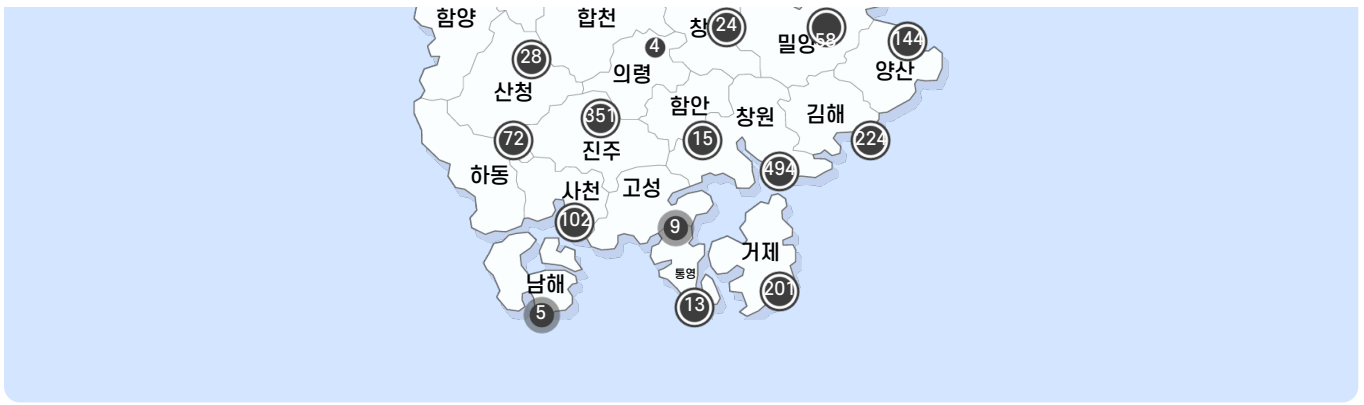 함양
합천
창
24
밀양
58
144
양산
28
4
의령
산청
함안
창원
김해
351
72
15
224
진주
하동
494
사천
고성
102
9
거제
통영
남해
201
13
5